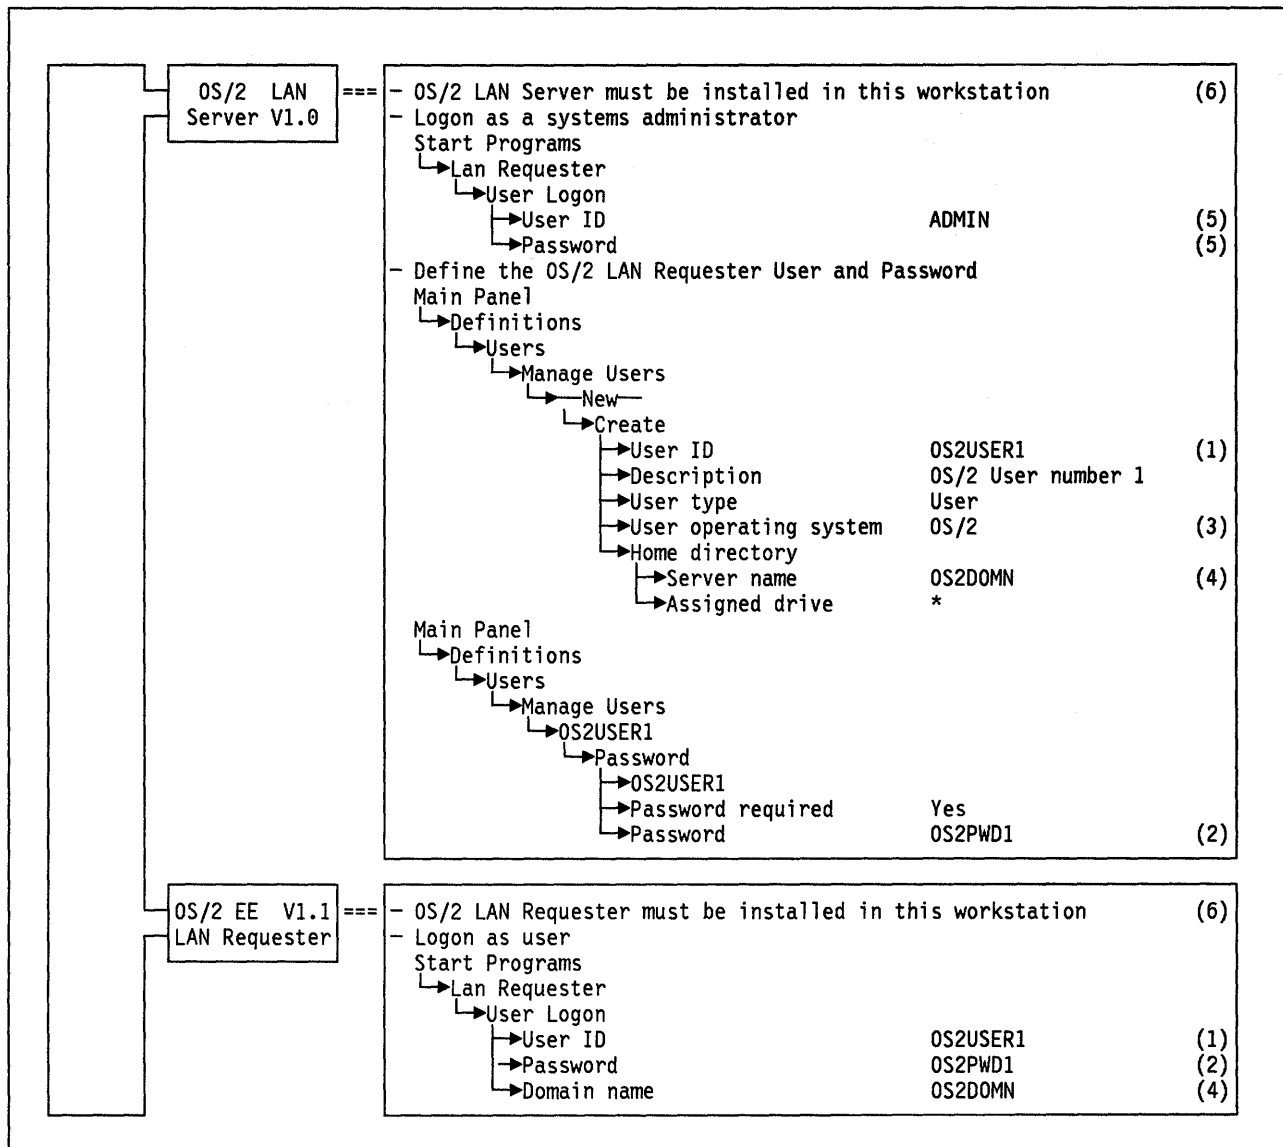 OS/2 LAN
Server V1.0
===
- OS/2 LAN Server must be installed in this workstation (6)
- Logon as a systems administrator
Start Programs
Lan Requester
User Logon
User ID ADMIN (5)
Password (5)
- Define the OS/2 LAN Requester User and Password
Main Panel
Definitions
Users
Manage Users
New
Create
User ID OS2USER1 (1)
Description OS/2 User number 1
User type User
User operating system OS/2 (3)
Home directory
Server name OS2DOMN (4)
Assigned drive *
Main Panel
Definitions
Users
Manage Users
OS2USER1
Password
OS2USER1
Password required Yes
Password OS2PWD1 (2)
OS/2 EE V1.1
LAN Requester
===
- OS/2 LAN Requester must be installed in this workstation (6)
- Logon as user
Start Programs
Lan Requester
User Logon
User ID OS2USER1 (1)
Password OS2PWD1 (2)
Domain name OS2DOMN (4)